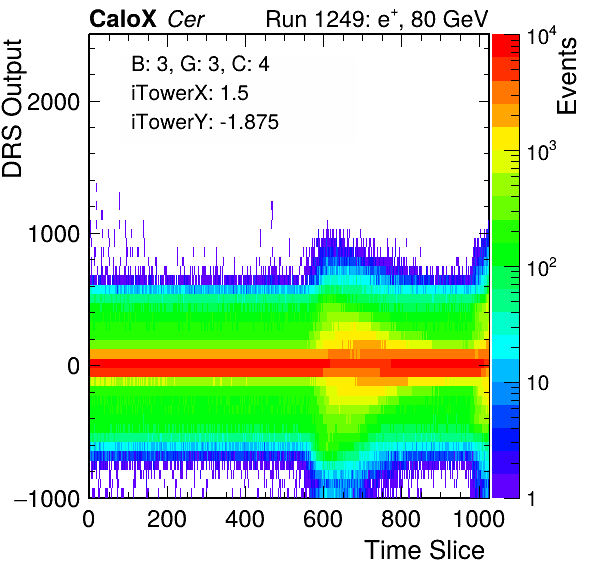 CaloX Cer Run 1249: e⁺, 80 GeV
B: 3, G: 3, C: 4
iTowerX: 1.5
iTowerY: -1.875
DRS Output
2000
1000
0
−1000
0 200 400 600 800 1000
Time Slice
Events
10⁴
10³
10²
10
1